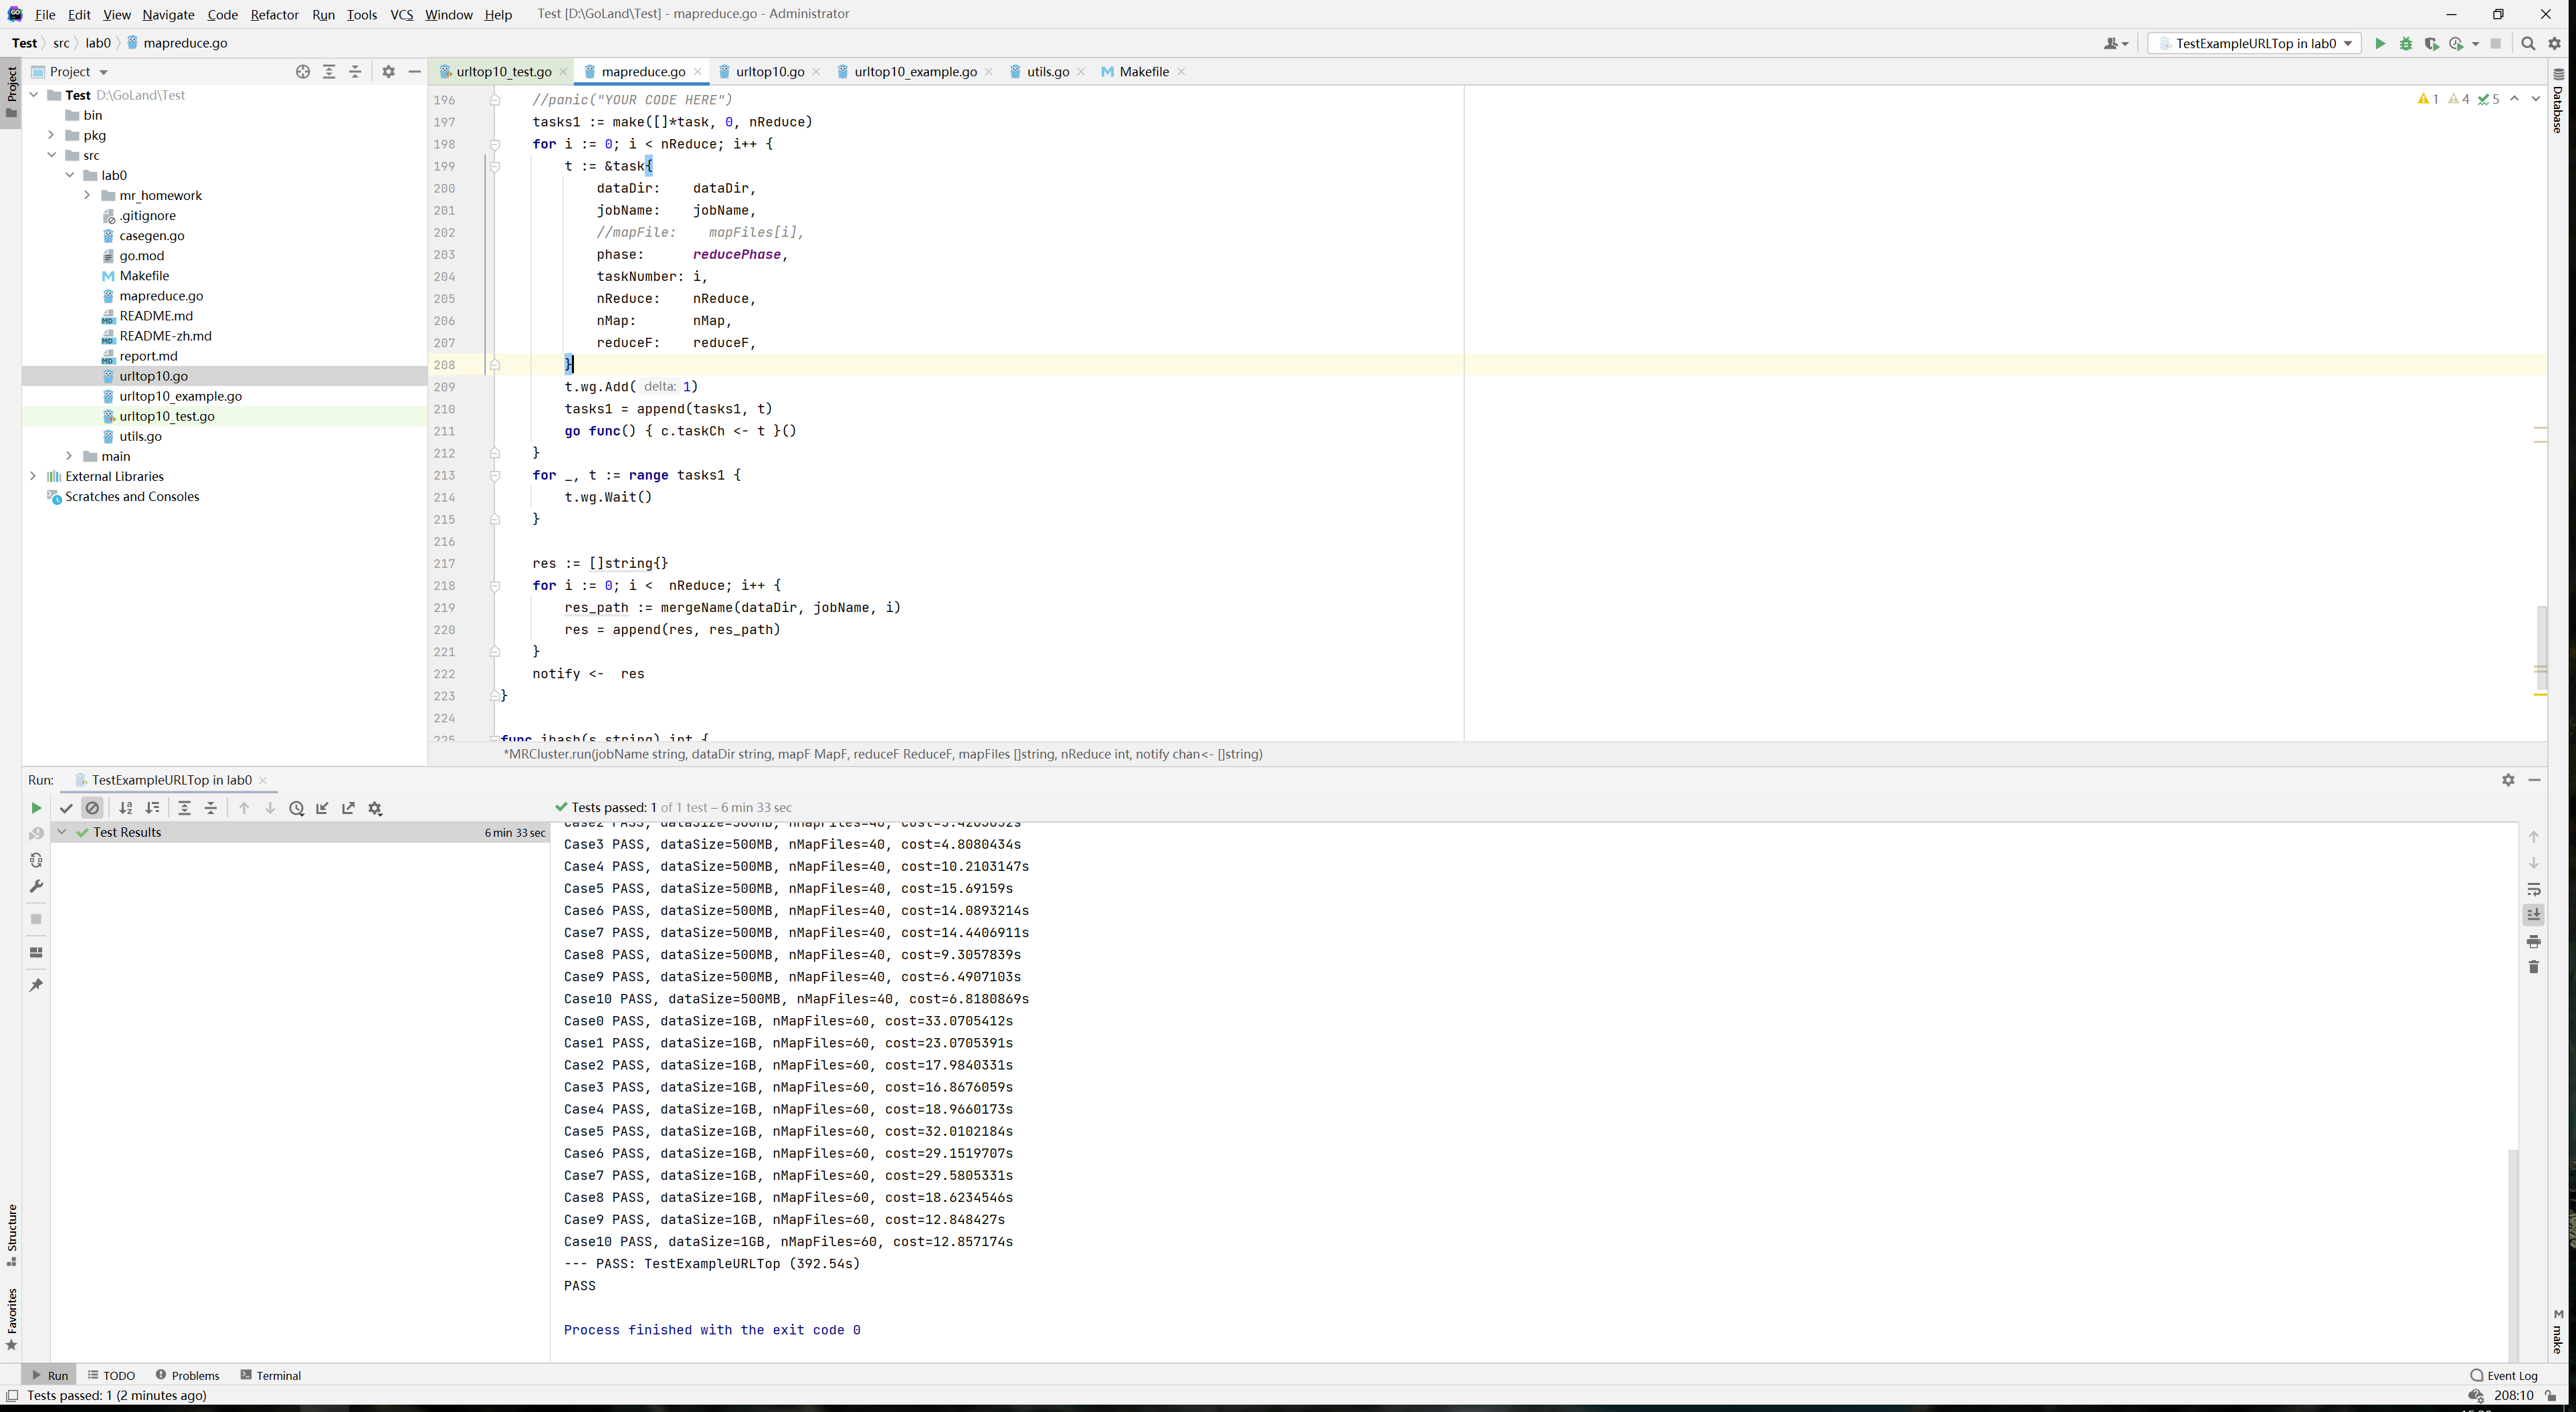 File Edit View Navigate Code Refactor Run Tools VCS Window Help Test [D:\GoLand\Test] - mapreduce.go - Administrator
Test src lab0 mapreduce.go
TestExampleURLTop in lab0
Project
urltop10_test.go mapreduce.go urltop10.go urltop10_example.go utils.go Makefile
Project
Test D:\GoLand\Test
bin
pkg
src
lab0
mr_homework
.gitignore
casegen.go
go.mod
Makefile
mapreduce.go
README.md
README-zh.md
report.md
urltop10.go
urltop10_example.go
urltop10_test.go
utils.go
main
External Libraries
Scratches and Consoles
1 4 5
Database
196 //panic("YOUR CODE HERE")
197 tasks1 := make([]*task, 0, nReduce)
198 for i := 0; i < nReduce; i++ {
199 t := &task{
200 dataDir: dataDir,
201 jobName: jobName,
202 //mapFile: mapFiles[i],
203 phase: reducePhase,
204 taskNumber: i,
205 nReduce: nReduce,
206 nMap: nMap,
207 reduceF: reduceF,
208 }
209 t.wg.Add( delta: 1)
210 tasks1 = append(tasks1, t)
211 go func() { c.taskCh <- t }()
212 }
213 for _, t := range tasks1 {
214 t.wg.Wait()
215 }
216
217 res := []string{}
218 for i := 0; i <  nReduce; i++ {
219 res_path := mergeName(dataDir, jobName, i)
220 res = append(res, res_path)
221 }
222 notify <-  res
223 }
224
225 func ihash(s string) int {
*MRCluster.run(jobName string, dataDir string, mapF MapF, reduceF ReduceF, mapFiles []string, nReduce int, notify chan<- []string)
Run: TestExampleURLTop in lab0
Tests passed: 1 of 1 test – 6 min 33 sec
Test Results 6 min 33 sec
Case2 PASS, dataSize=500MB, nMapFiles=40,
Case3 PASS, dataSize=500MB, nMapFiles=40, cost=4.8080434s
Case4 PASS, dataSize=500MB, nMapFiles=40, cost=10.2103147s
Case5 PASS, dataSize=500MB, nMapFiles=40, cost=15.69159s
Case6 PASS, dataSize=500MB, nMapFiles=40, cost=14.0893214s
Case7 PASS, dataSize=500MB, nMapFiles=40, cost=14.4406911s
Case8 PASS, dataSize=500MB, nMapFiles=40, cost=9.3057839s
Case9 PASS, dataSize=500MB, nMapFiles=40, cost=6.4907103s
Case10 PASS, dataSize=500MB, nMapFiles=40, cost=6.8180869s
Case0 PASS, dataSize=1GB, nMapFiles=60, cost=33.0705412s
Case1 PASS, dataSize=1GB, nMapFiles=60, cost=23.0705391s
Case2 PASS, dataSize=1GB, nMapFiles=60, cost=17.9840331s
Case3 PASS, dataSize=1GB, nMapFiles=60, cost=16.8676059s
Case4 PASS, dataSize=1GB, nMapFiles=60, cost=18.9660173s
Case5 PASS, dataSize=1GB, nMapFiles=60, cost=32.0102184s
Case6 PASS, dataSize=1GB, nMapFiles=60, cost=29.1519707s
Case7 PASS, dataSize=1GB, nMapFiles=60, cost=29.5805331s
Case8 PASS, dataSize=1GB, nMapFiles=60, cost=18.6234546s
Case9 PASS, dataSize=1GB, nMapFiles=60, cost=12.848427s
Case10 PASS, dataSize=1GB, nMapFiles=60, cost=12.857174s
--- PASS: TestExampleURLTop (392.54s)
PASS
Process finished with the exit code 0
Structure
Favorites
make
Run TODO Problems Terminal Event Log
Tests passed: 1 (2 minutes ago) 208:10